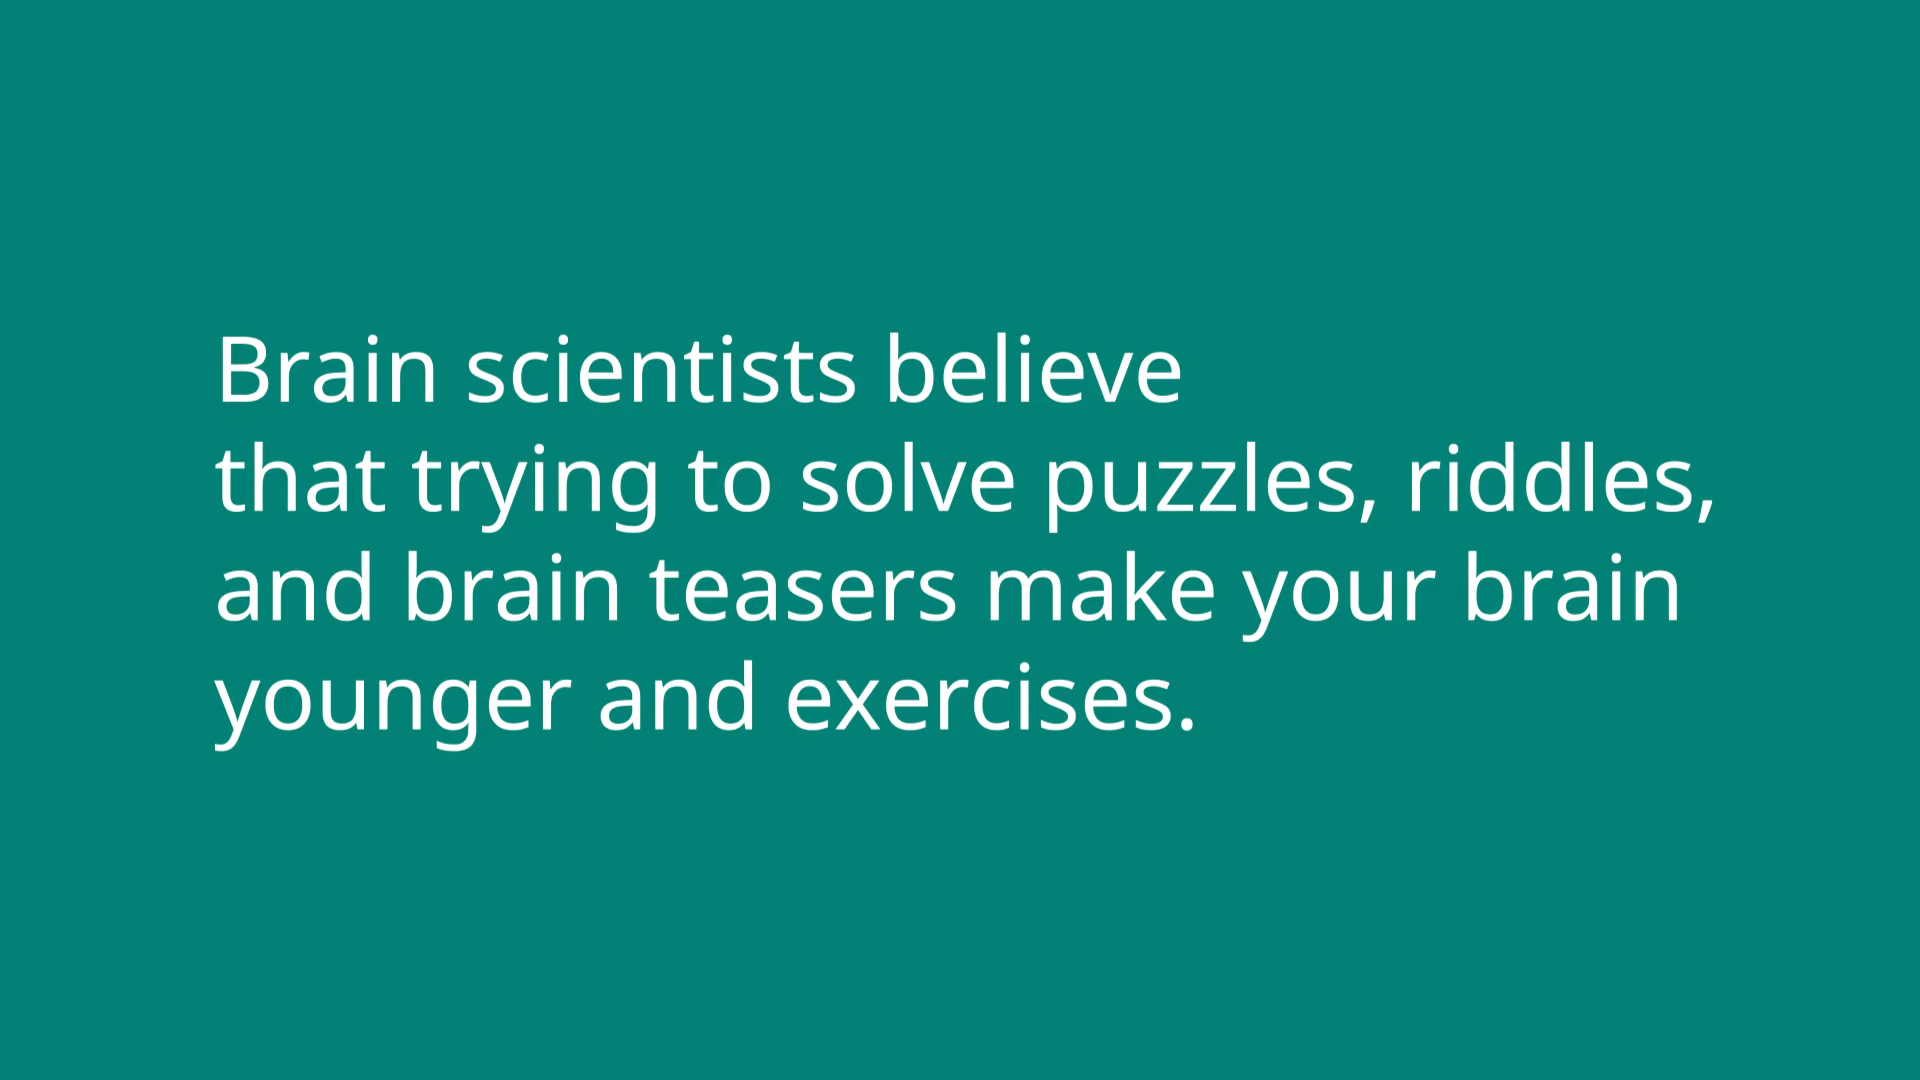 Brain scientists believe
that trying to solve puzzles, riddles,
and brain teasers make your brain
younger and exercises.